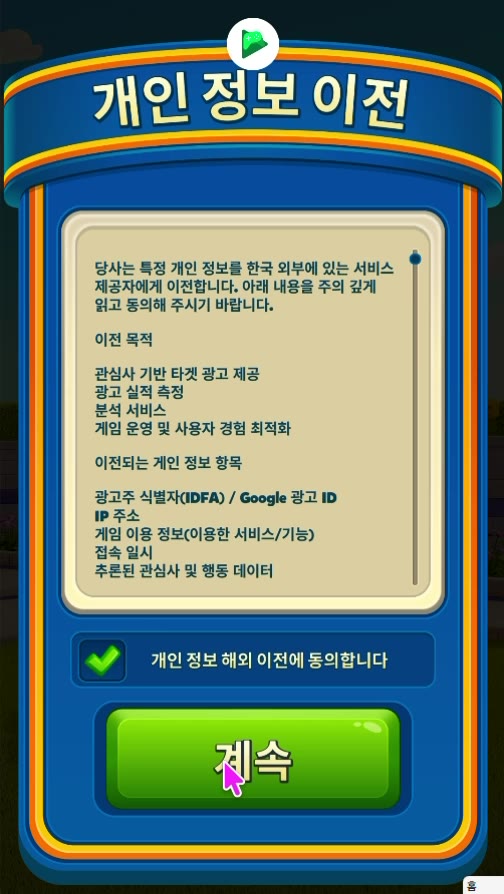 개인 정보 이전
당사는 특정 개인 정보를 한국 외부에 있는 서비스
제공자에게 이전합니다. 아래 내용을 주의 깊게
읽고 동의해 주시기 바랍니다.
이전 목적
관심사 기반 타겟 광고 제공
광고 실적 측정
분석 서비스
게임 운영 및 사용자 경험 최적화
이전되는 게인 정보 항목
광고주 식별자(IDFA) / Google 광고 ID
IP 주소
게임 이용 정보(이용한 서비스/기능)
접속 일시
추론된 관심사 및 행동 데이터
개인 정보 해외 이전에 동의합니다
계속
홈